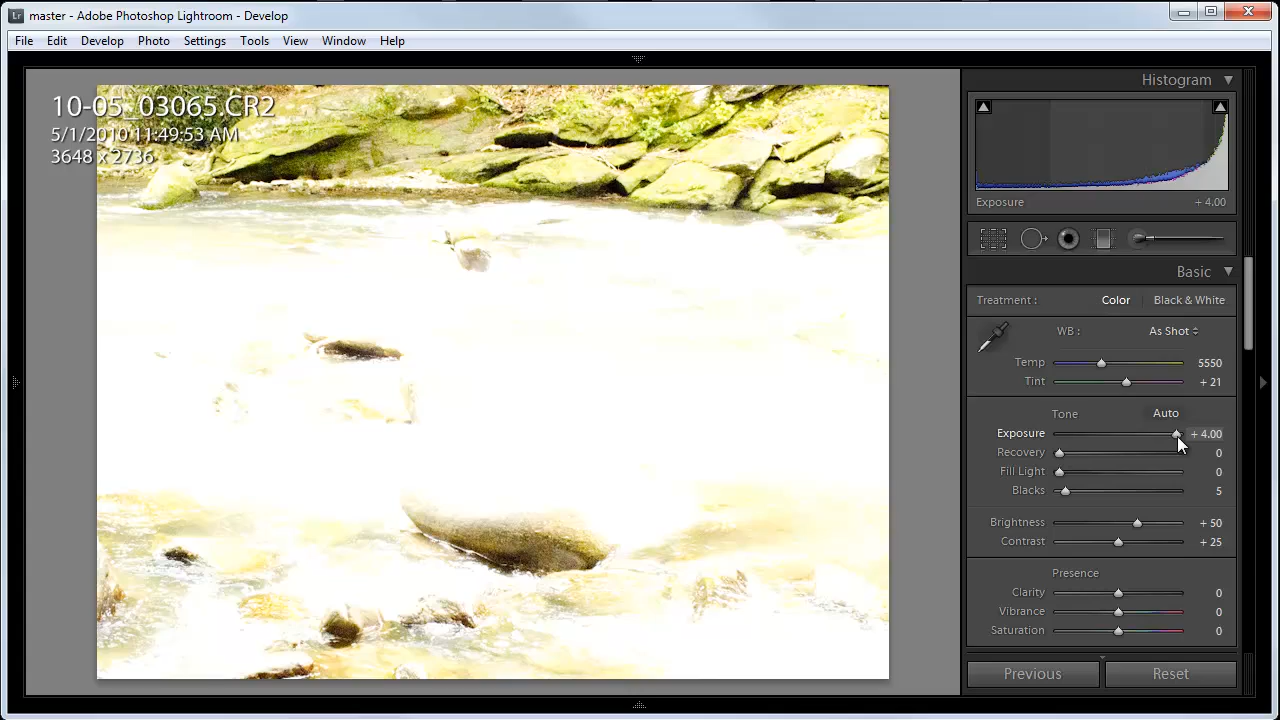 master - Adobe Photoshop Lightroom - Develop
File Edit Develop Photo Settings Tools View Window Help
10-05_03065.CR2
5/1/2010 11:49:53 AM
3648 x 2736
Histogram
Exposure + 4.00
Basic
Treatment : Color Black & White
WB : As Shot
Temp 5550
Tint + 21
Tone Auto
Exposure + 4.00
Recovery 0
Fill Light 0
Blacks 5
Brightness + 50
Contrast + 25
Presence
Clarity 0
Vibrance 0
Saturation 0
Previous Reset